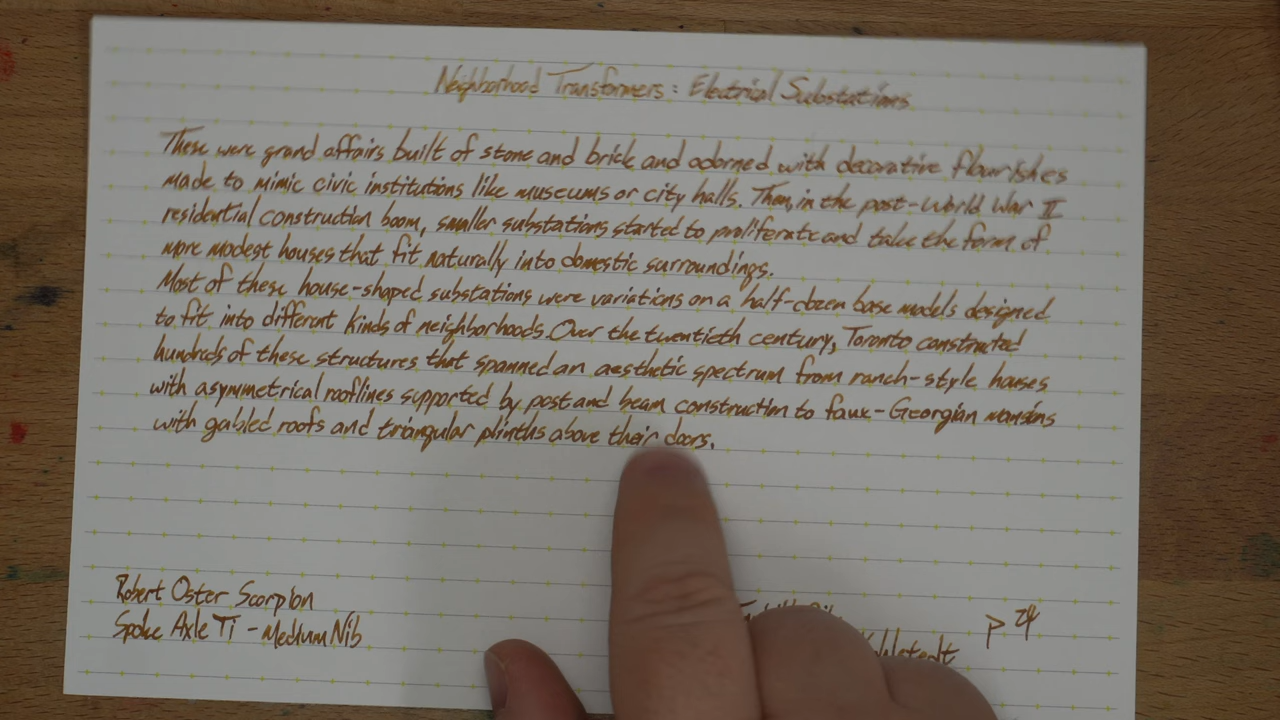 Neighborhood Transformers: Electrical Substations
These were grand affairs built of stone and brick and adorned with decorative flourishes
made to mimic civic institutions like museums or city halls. Then, in the post-World War II
residential construction boom, smaller substations started to proliferate and take the form of
more modest houses that fit naturally into domestic surroundings.
Most of these house-shaped substations were variations on a half-dozen base models designed
to fit into different kinds of neighborhoods. Over the twentieth century, Toronto constructed
hundreds of these structures that spanned an aesthetic spectrum from ranch-style houses
with asymmetrical rooflines supported by post and beam construction to faux-Georgian mansions
with gabled roofs and triangular plinths above their doors.
Robert Oster Scorpion
Spoke Axle Ti - Medium Nib
p 24